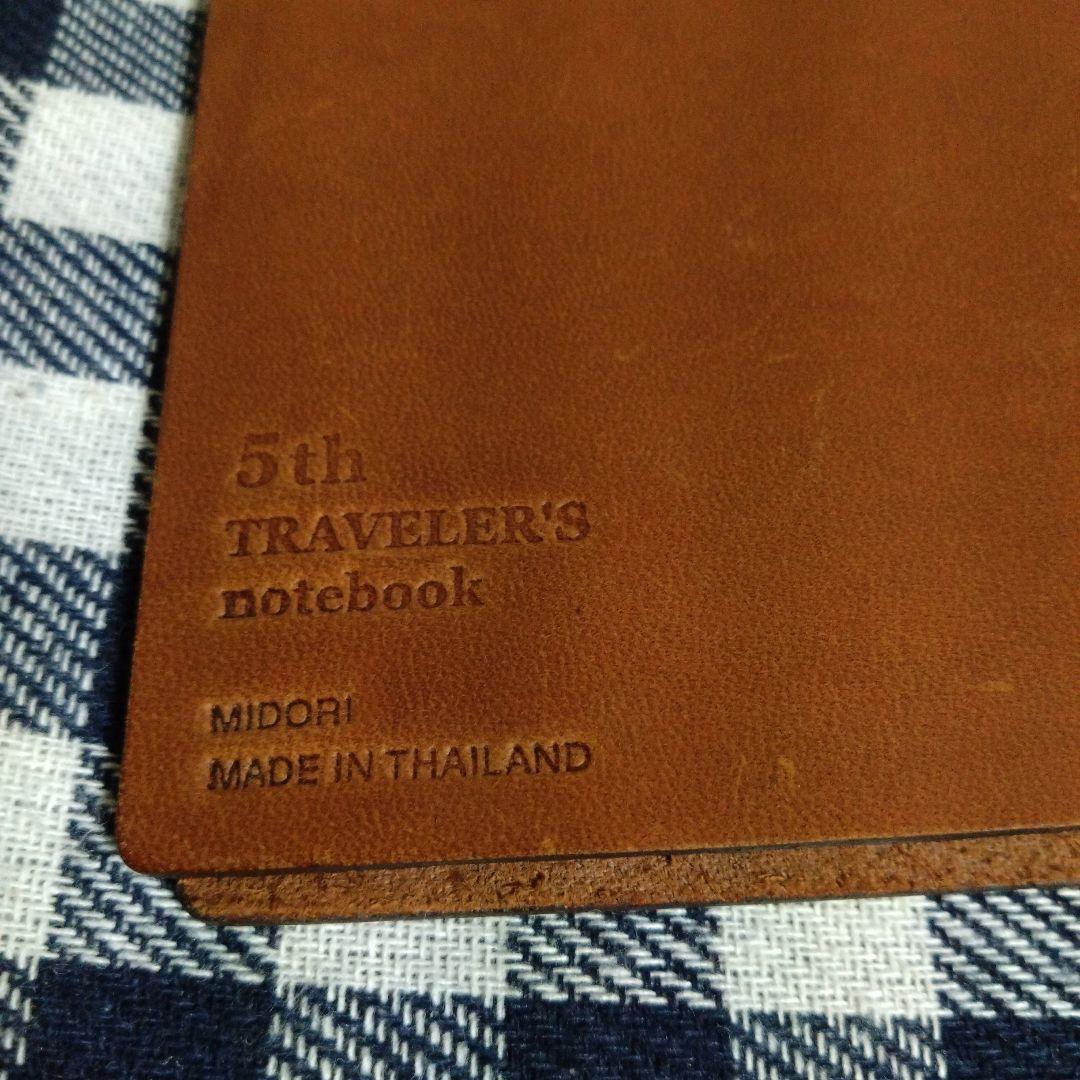 5th
TRAVELER'S
notebook
MIDORI
MADE IN THAILAND